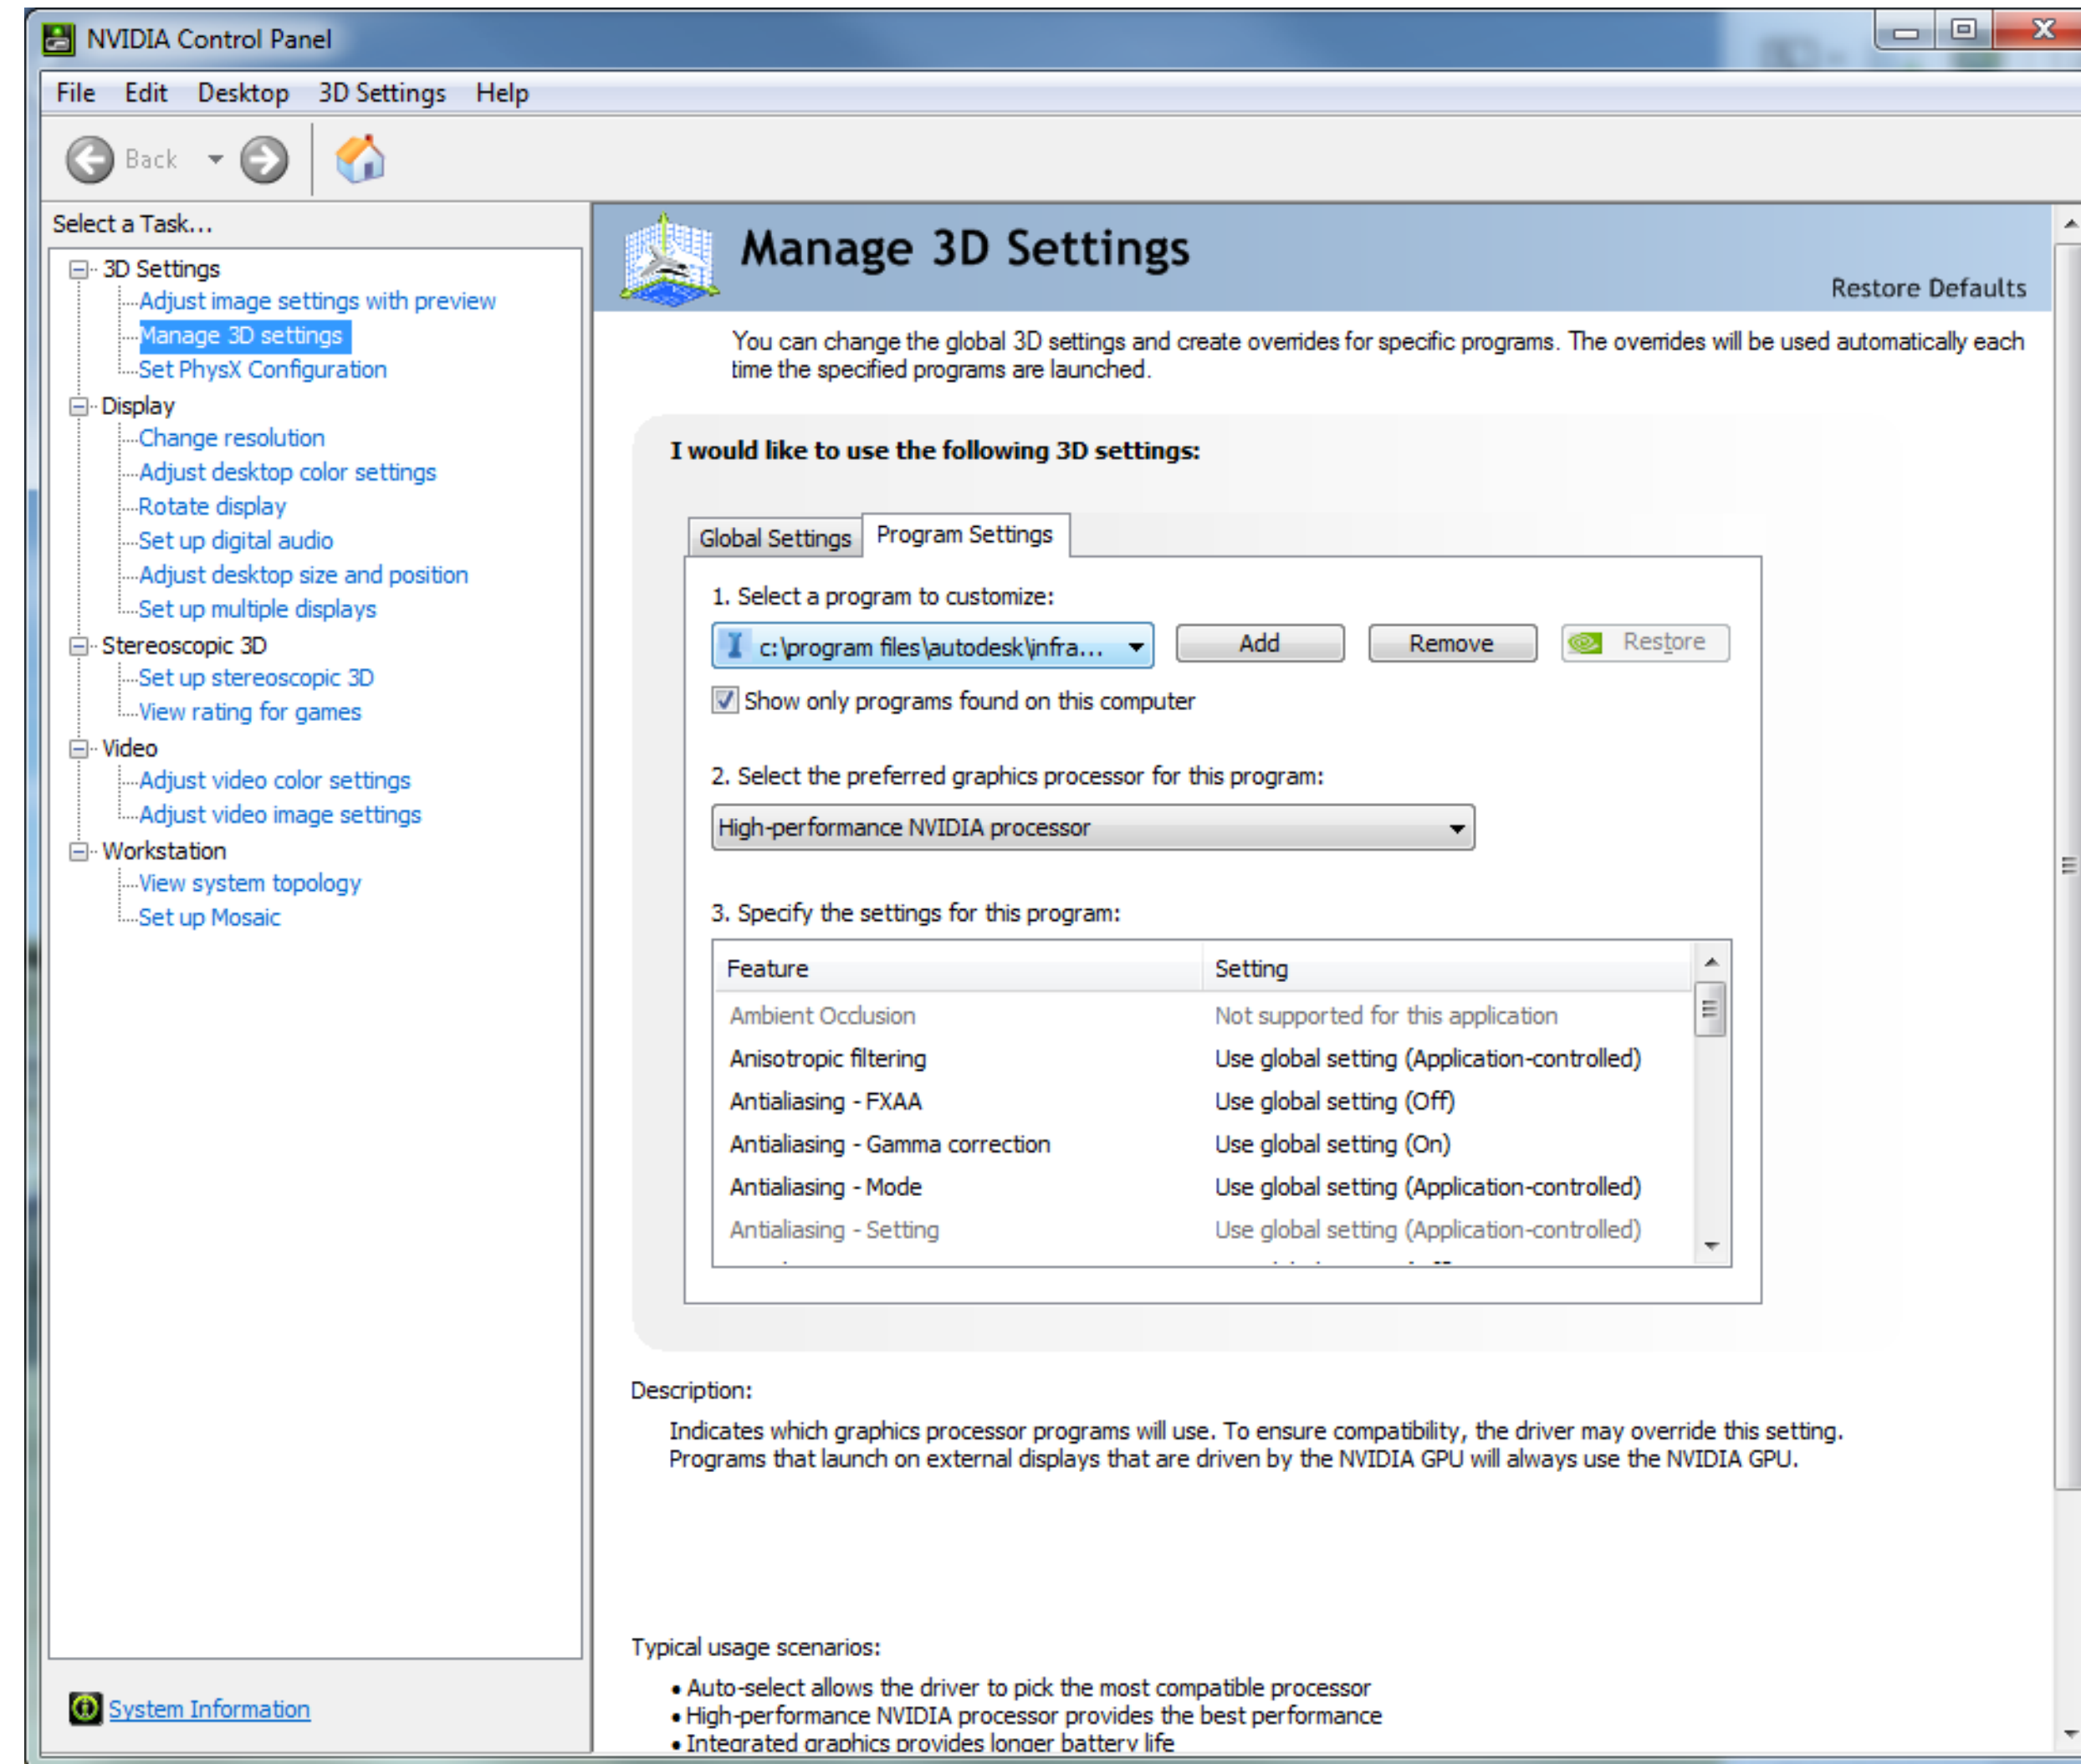 NVIDIA Control Panel
File Edit Desktop 3D Settings Help
Back
Select a Task...
3D Settings
Adjust image settings with preview
Manage 3D settings
Set PhysX Configuration
Display
Change resolution
Adjust desktop color settings
Rotate display
Set up digital audio
Adjust desktop size and position
Set up multiple displays
Stereoscopic 3D
Set up stereoscopic 3D
View rating for games
Video
Adjust video color settings
Adjust video image settings
Workstation
View system topology
Set up Mosaic
System Information
Manage 3D Settings
Restore Defaults
You can change the global 3D settings and create overrides for specific programs. The overrides will be used automatically each
time the specified programs are launched.
I would like to use the following 3D settings:
Global Settings Program Settings
1. Select a program to customize:
c:\program files\autodesk\infra... Add Remove Restore
Show only programs found on this computer
2. Select the preferred graphics processor for this program:
High-performance NVIDIA processor
3. Specify the settings for this program:
Feature Setting
Ambient Occlusion Not supported for this application
Anisotropic filtering Use global setting (Application-controlled)
Antialiasing - FXAA Use global setting (Off)
Antialiasing - Gamma correction Use global setting (On)
Antialiasing - Mode Use global setting (Application-controlled)
Antialiasing - Setting Use global setting (Application-controlled)
Description:
Indicates which graphics processor programs will use. To ensure compatibility, the driver may override this setting.
Programs that launch on external displays that are driven by the NVIDIA GPU will always use the NVIDIA GPU.
Typical usage scenarios:
• Auto-select allows the driver to pick the most compatible processor
• High-performance NVIDIA processor provides the best performance
• Integrated graphics provides longer battery life